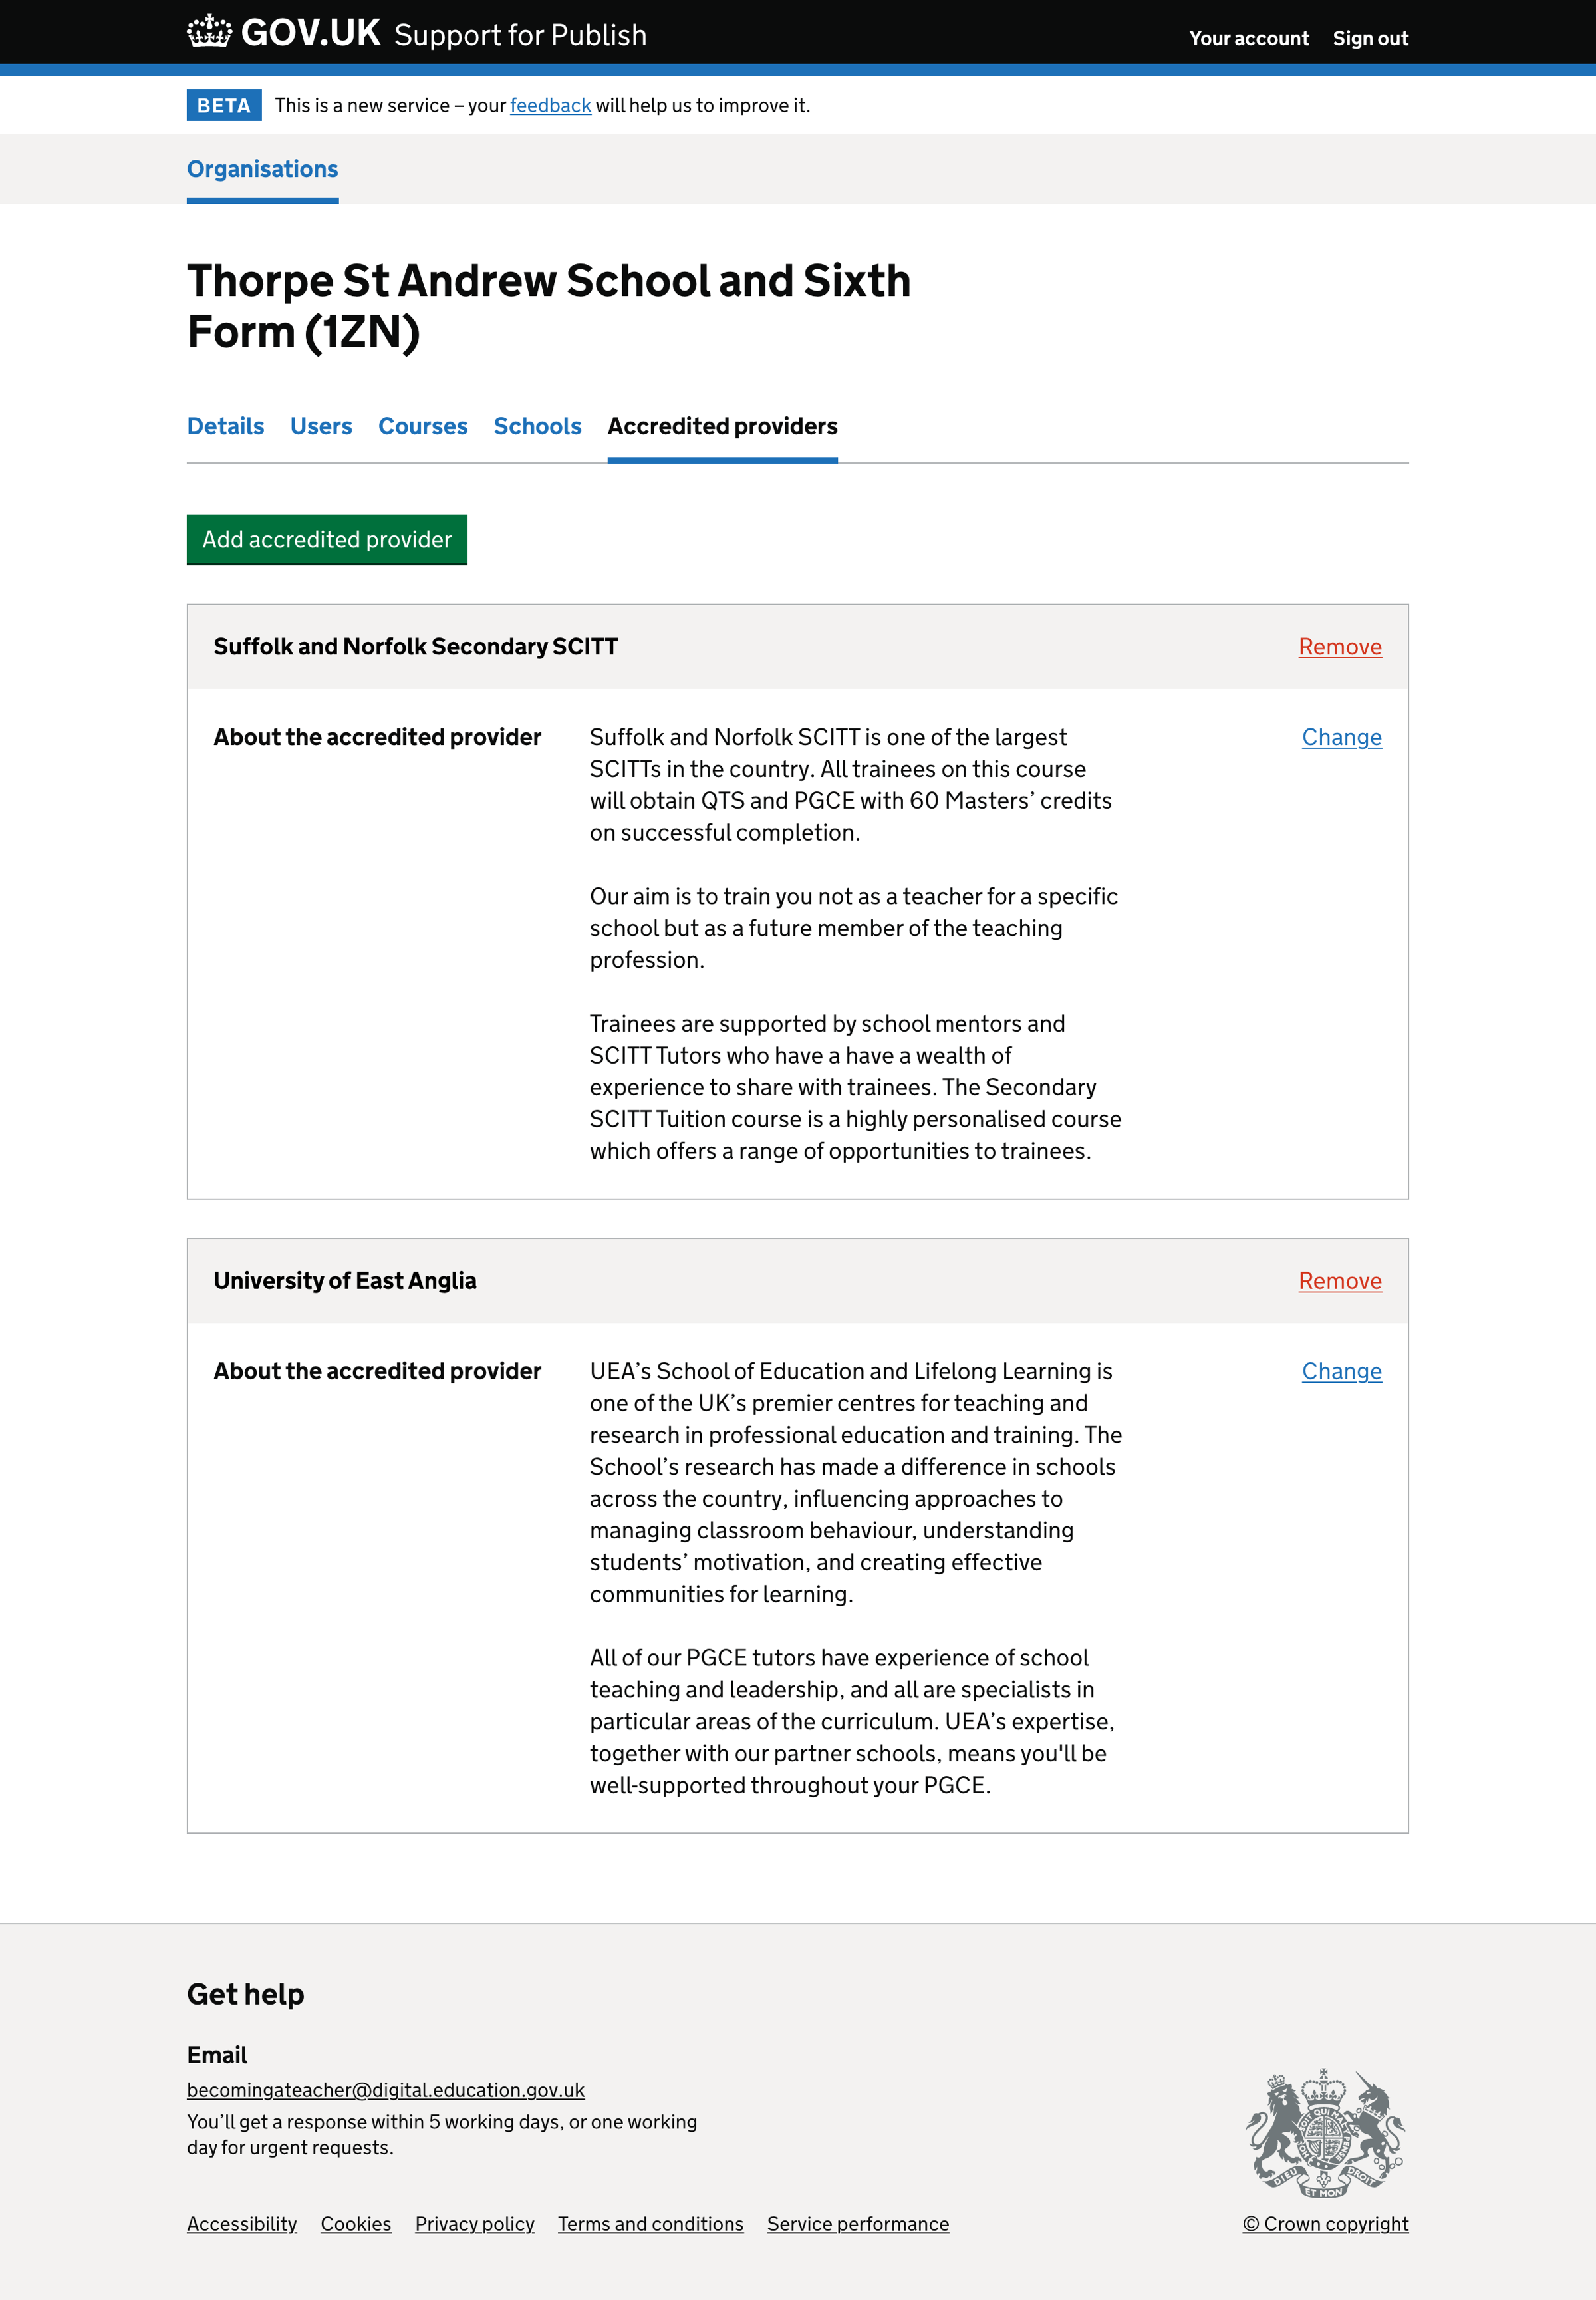 GOV.UK Support for Publish
Your account Sign out
BETA This is a new service – your feedback will help us to improve it.
Organisations
Thorpe St Andrew School and Sixth
Form (1ZN)
Details Users Courses Schools Accredited providers
Add accredited provider
Suffolk and Norfolk Secondary SCITT Remove
About the accredited provider
Suffolk and Norfolk SCITT is one of the largest
SCITTs in the country. All trainees on this course
will obtain QTS and PGCE with 60 Masters’ credits
on successful completion.
Our aim is to train you not as a teacher for a specific
school but as a future member of the teaching
profession.
Trainees are supported by school mentors and
SCITT Tutors who have a have a wealth of
experience to share with trainees. The Secondary
SCITT Tuition course is a highly personalised course
which offers a range of opportunities to trainees.
Change
University of East Anglia Remove
About the accredited provider
UEA’s School of Education and Lifelong Learning is
one of the UK’s premier centres for teaching and
research in professional education and training. The
School’s research has made a difference in schools
across the country, influencing approaches to
managing classroom behaviour, understanding
students’ motivation, and creating effective
communities for learning.
All of our PGCE tutors have experience of school
teaching and leadership, and all are specialists in
particular areas of the curriculum. UEA’s expertise,
together with our partner schools, means you'll be
well-supported throughout your PGCE.
Change
Get help
Email
becomingateacher@digital.education.gov.uk
You’ll get a response within 5 working days, or one working
day for urgent requests.
DIEU ET MON DROIT
Accessibility Cookies Privacy policy Terms and conditions Service performance
© Crown copyright